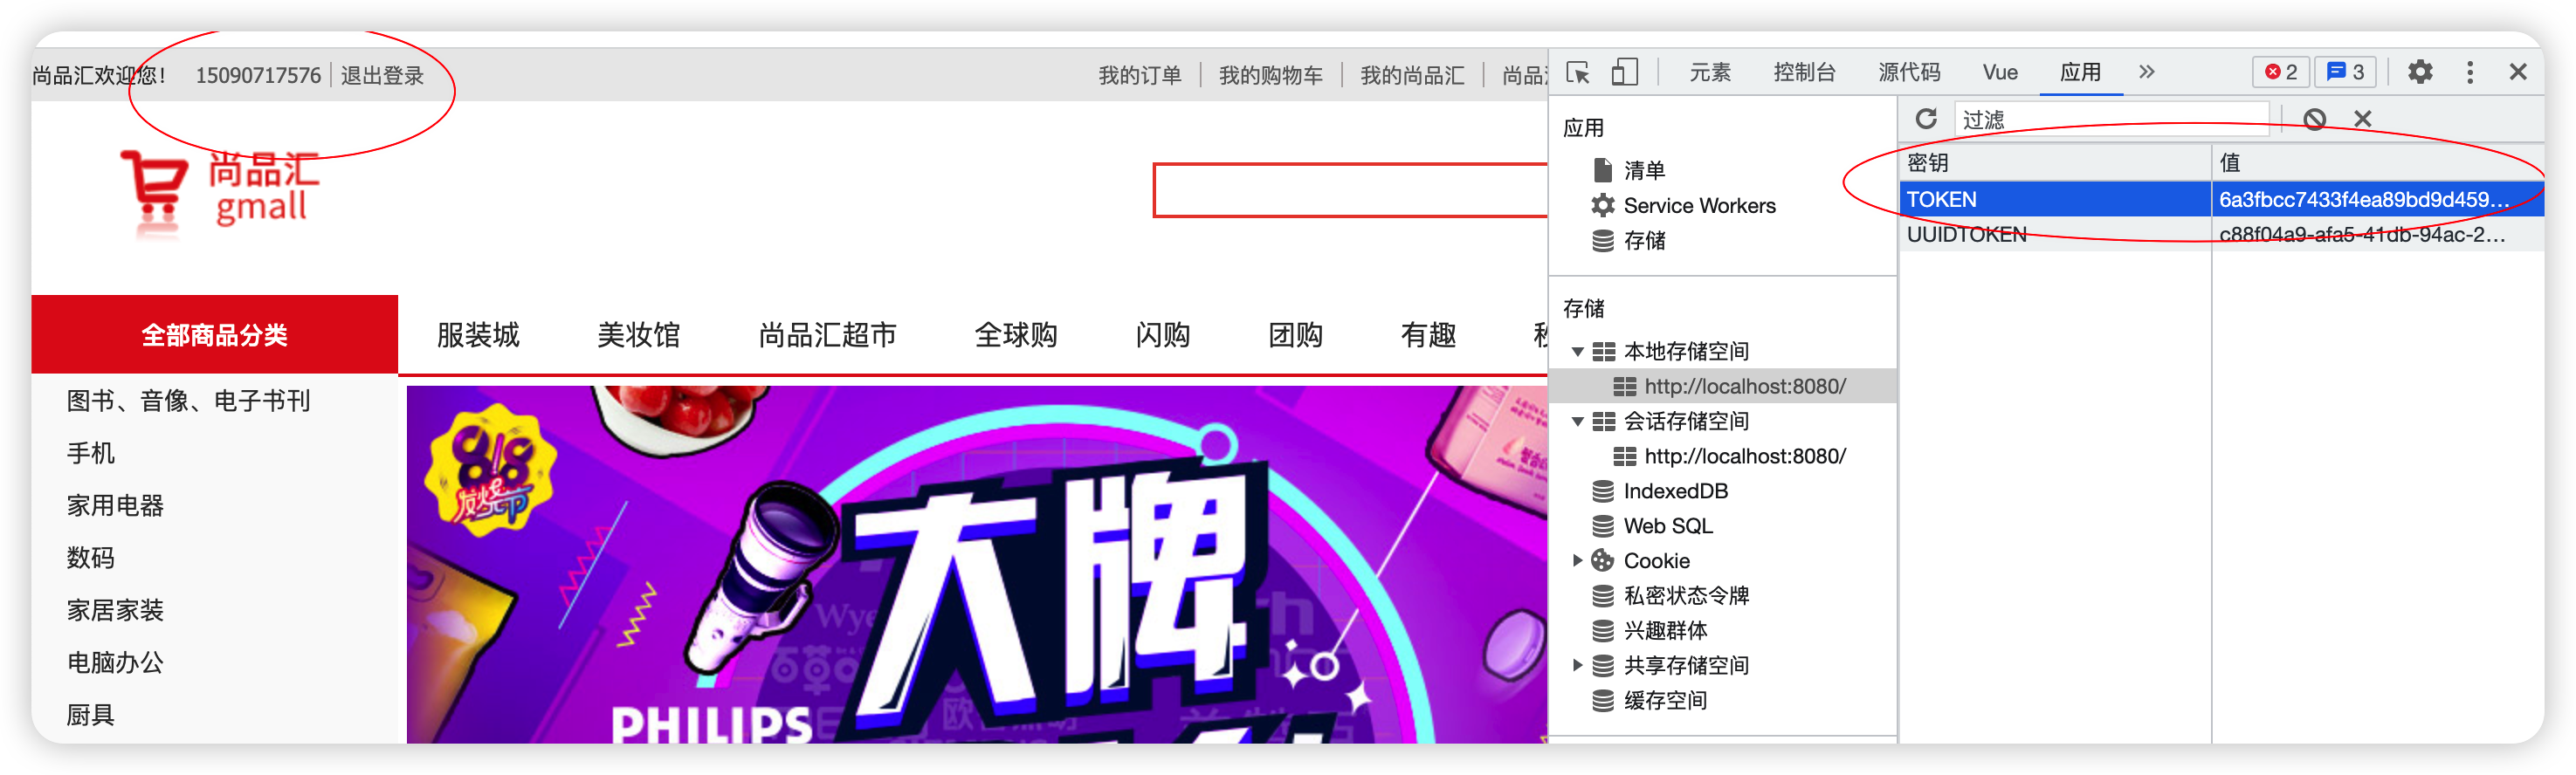 尚品汇欢迎您! 15090717576 退出登录 我的订单 我的购物车 我的尚品汇
元素 控制台 源代码 Vue 应用 » 2 3
过滤
尚品汇
gmall
应用
清单
Service Workers
存储
密钥 值
TOKEN 6a3fbcc7433f4ea89bd9d459...
UUIDTOKEN c88f04a9-afa5-41db-94ac-2...
全部商品分类 服装城 美妆馆 尚品汇超市 全球购 闪购 团购 有趣
图书、音像、电子书刊
手机
家用电器
数码
家居家装
电脑办公
厨具
大牌
PHILIPS
存储
本地存储空间
http://localhost:8080/
会话存储空间
http://localhost:8080/
IndexedDB
Web SQL
Cookie
私密状态令牌
兴趣群体
共享存储空间
缓存空间